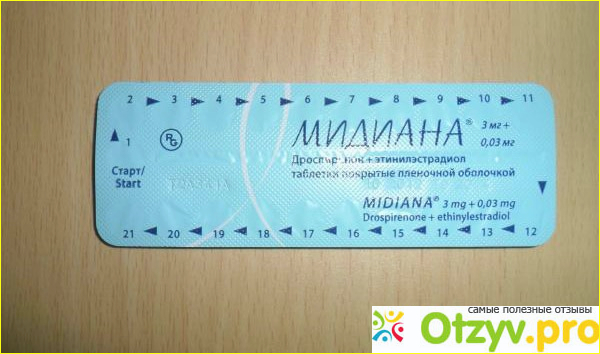 2 3 4 5 6 7 8 9 10 11
1
RG
МИДИАНА® 3 мг +
0,03 мг
Дроспиренон + этинилэстрадиол
таблетки покрытые пленочной оболочкой
Старт/
Start
MIDIANA® 3 mg + 0,03 mg
Drospirenone + ethinylestradiol
21 20 19 18 17 16 15 14 13 12
самые полезные отзывы
Otzyv.pro